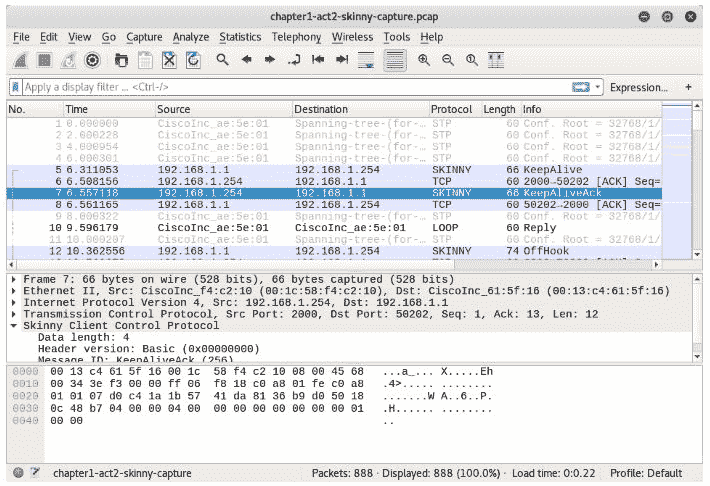 chapter1-act2-skinny-capture.pcap
File Edit View Go Capture Analyze Statistics Telephony Wireless Tools Help
Apply a display filter ... <Ctrl-/>
Expression... +
No. Time Source Destination Protocol Length Info
1 0.000000 CiscoInc_ae:5e:01 Spanning-tree-(for-… STP 60 Conf. Root = 32768/1/
2 2.000228 CiscoInc_ae:5e:01 Spanning-tree-(for-… STP 60 Conf. Root = 32768/1/
3 4.000954 CiscoInc_ae:5e:01 Spanning-tree-(for-… STP 60 Conf. Root = 32768/1/
4 6.000301 CiscoInc_ae:5e:01 Spanning-tree-(for-… STP 60 Conf. Root = 32768/1/
5 6.311053 192.168.1.1 192.168.1.254 SKINNY 66 KeepAlive
6 6.508156 192.168.1.254 192.168.1.1 TCP 60 2000→50202 [ACK] Seq=
7 6.557118 192.168.1.254 192.168.1.1 SKINNY 66 KeepAliveAck
8 6.561165 192.168.1.1 192.168.1.254 TCP 60 50202→2000 [ACK] Seq=
9 8.000322 CiscoInc_ae:5e:01 Spanning-tree-(for-… STP 60 Conf. Root = 32768/1/
10 9.596179 CiscoInc_ae:5e:01 CiscoInc_ae:5e:01 LOOP 60 Reply
11 10.000207 CiscoInc_ae:5e:01 Spanning-tree-(for-… STP 60 Conf. Root = 32768/1/
12 10.362556 192.168.1.1 192.168.1.254 SKINNY 74 OffHook
Frame 7: 66 bytes on wire (528 bits), 66 bytes captured (528 bits)
Ethernet II, Src: CiscoInc_f4:c2:10 (00:1c:58:f4:c2:10), Dst: CiscoInc_61:5f:16 (00:13:c4:61:5f:16)
Internet Protocol Version 4, Src: 192.168.1.254, Dst: 192.168.1.1
Transmission Control Protocol, Src Port: 2000, Dst Port: 50202, Seq: 1, Ack: 13, Len: 12
Skinny Client Control Protocol
Data length: 4
Header version: Basic (0x00000000)
Message ID: KeepAliveAck (256)
0000 00 13 c4 61 5f 16 00 1c 58 f4 c2 10 08 00 45 68 ...a_... X.....Eh
0010 00 34 3e f3 00 00 ff 06 f8 18 c0 a8 01 fe c0 a8 .4>..... ........
0020 01 01 07 d0 c4 1a 1b 57 41 da 81 36 b9 d0 50 18 .......W A..6..P.
0030 0c 48 b7 04 00 00 04 00 00 00 00 00 00 00 00 01 .H...... ........
0040 00 00 ..
chapter1-act2-skinny-capture Packets: 888 · Displayed: 888 (100.0%) · Load time: 0:0.22 Profile: Default